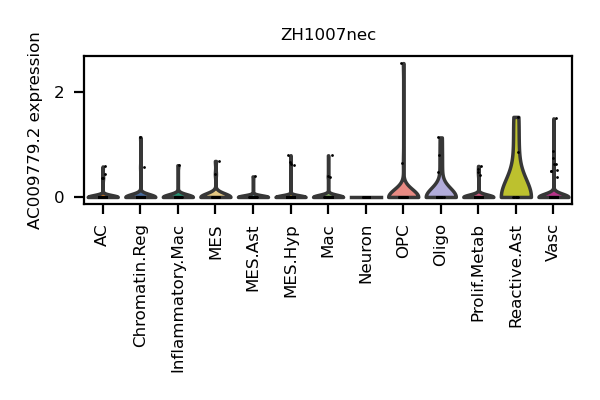 ZH1007nec
AC009779.2 expression
2
0
AC
Chromatin.Reg
Inflammatory.Mac
MES
MES.Ast
MES.Hyp
Mac
Neuron
OPC
Oligo
Prolif.Metab
Reactive.Ast
Vasc